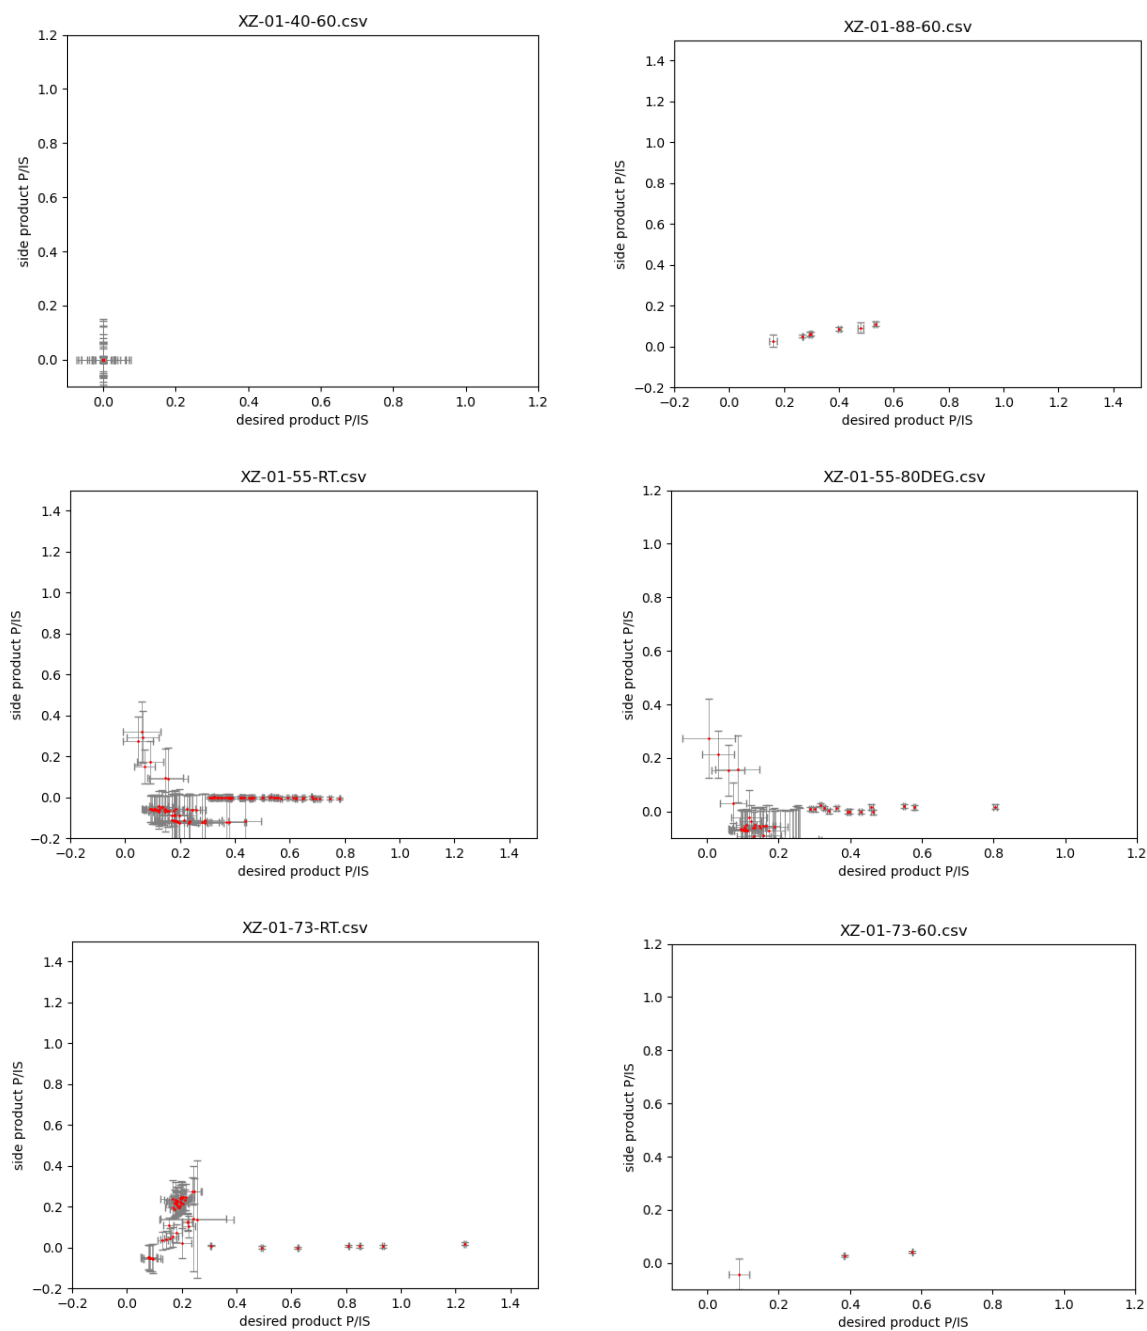 XZ-01-40-60.csv
1.2
1.0
0.8
0.6
0.4
0.2
0.0
side product P/IS
0.0 0.2 0.4 0.6 0.8 1.0 1.2
desired product P/IS
XZ-01-88-60.csv
1.4
1.2
1.0
0.8
0.6
0.4
0.2
0.0
−0.2
side product P/IS
−0.2 0.0 0.2 0.4 0.6 0.8 1.0 1.2 1.4
desired product P/IS
XZ-01-55-RT.csv
1.4
1.2
1.0
0.8
0.6
0.4
0.2
0.0
−0.2
side product P/IS
−0.2 0.0 0.2 0.4 0.6 0.8 1.0 1.2 1.4
desired product P/IS
XZ-01-55-80DEG.csv
1.2
1.0
0.8
0.6
0.4
0.2
0.0
side product P/IS
0.0 0.2 0.4 0.6 0.8 1.0 1.2
desired product P/IS
XZ-01-73-RT.csv
1.4
1.2
1.0
0.8
0.6
0.4
0.2
0.0
−0.2
side product P/IS
−0.2 0.0 0.2 0.4 0.6 0.8 1.0 1.2 1.4
desired product P/IS
XZ-01-73-60.csv
1.2
1.0
0.8
0.6
0.4
0.2
0.0
side product P/IS
0.0 0.2 0.4 0.6 0.8 1.0 1.2
desired product P/IS